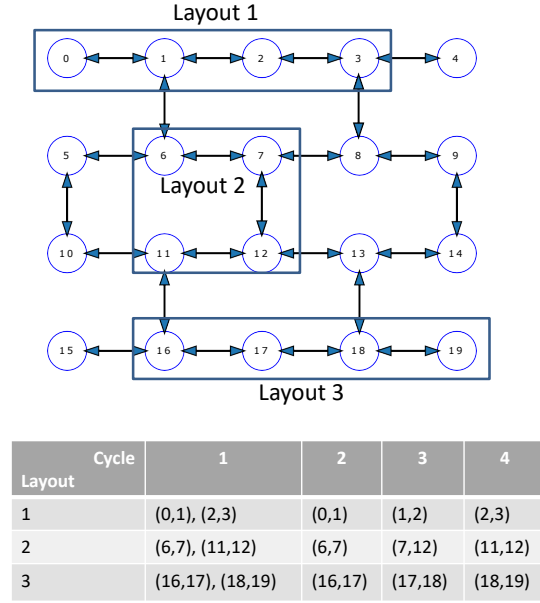 Layout 1
0 1 2 3 4
5 6 7 8 9
Layout 2
10 11 12 13 14
15 16 17 18 19
Layout 3
Cycle 1 2 3 4
Layout
1 (0,1), (2,3) (0,1) (1,2) (2,3)
2 (6,7), (11,12) (6,7) (7,12) (11,12)
3 (16,17), (18,19) (16,17) (17,18) (18,19)